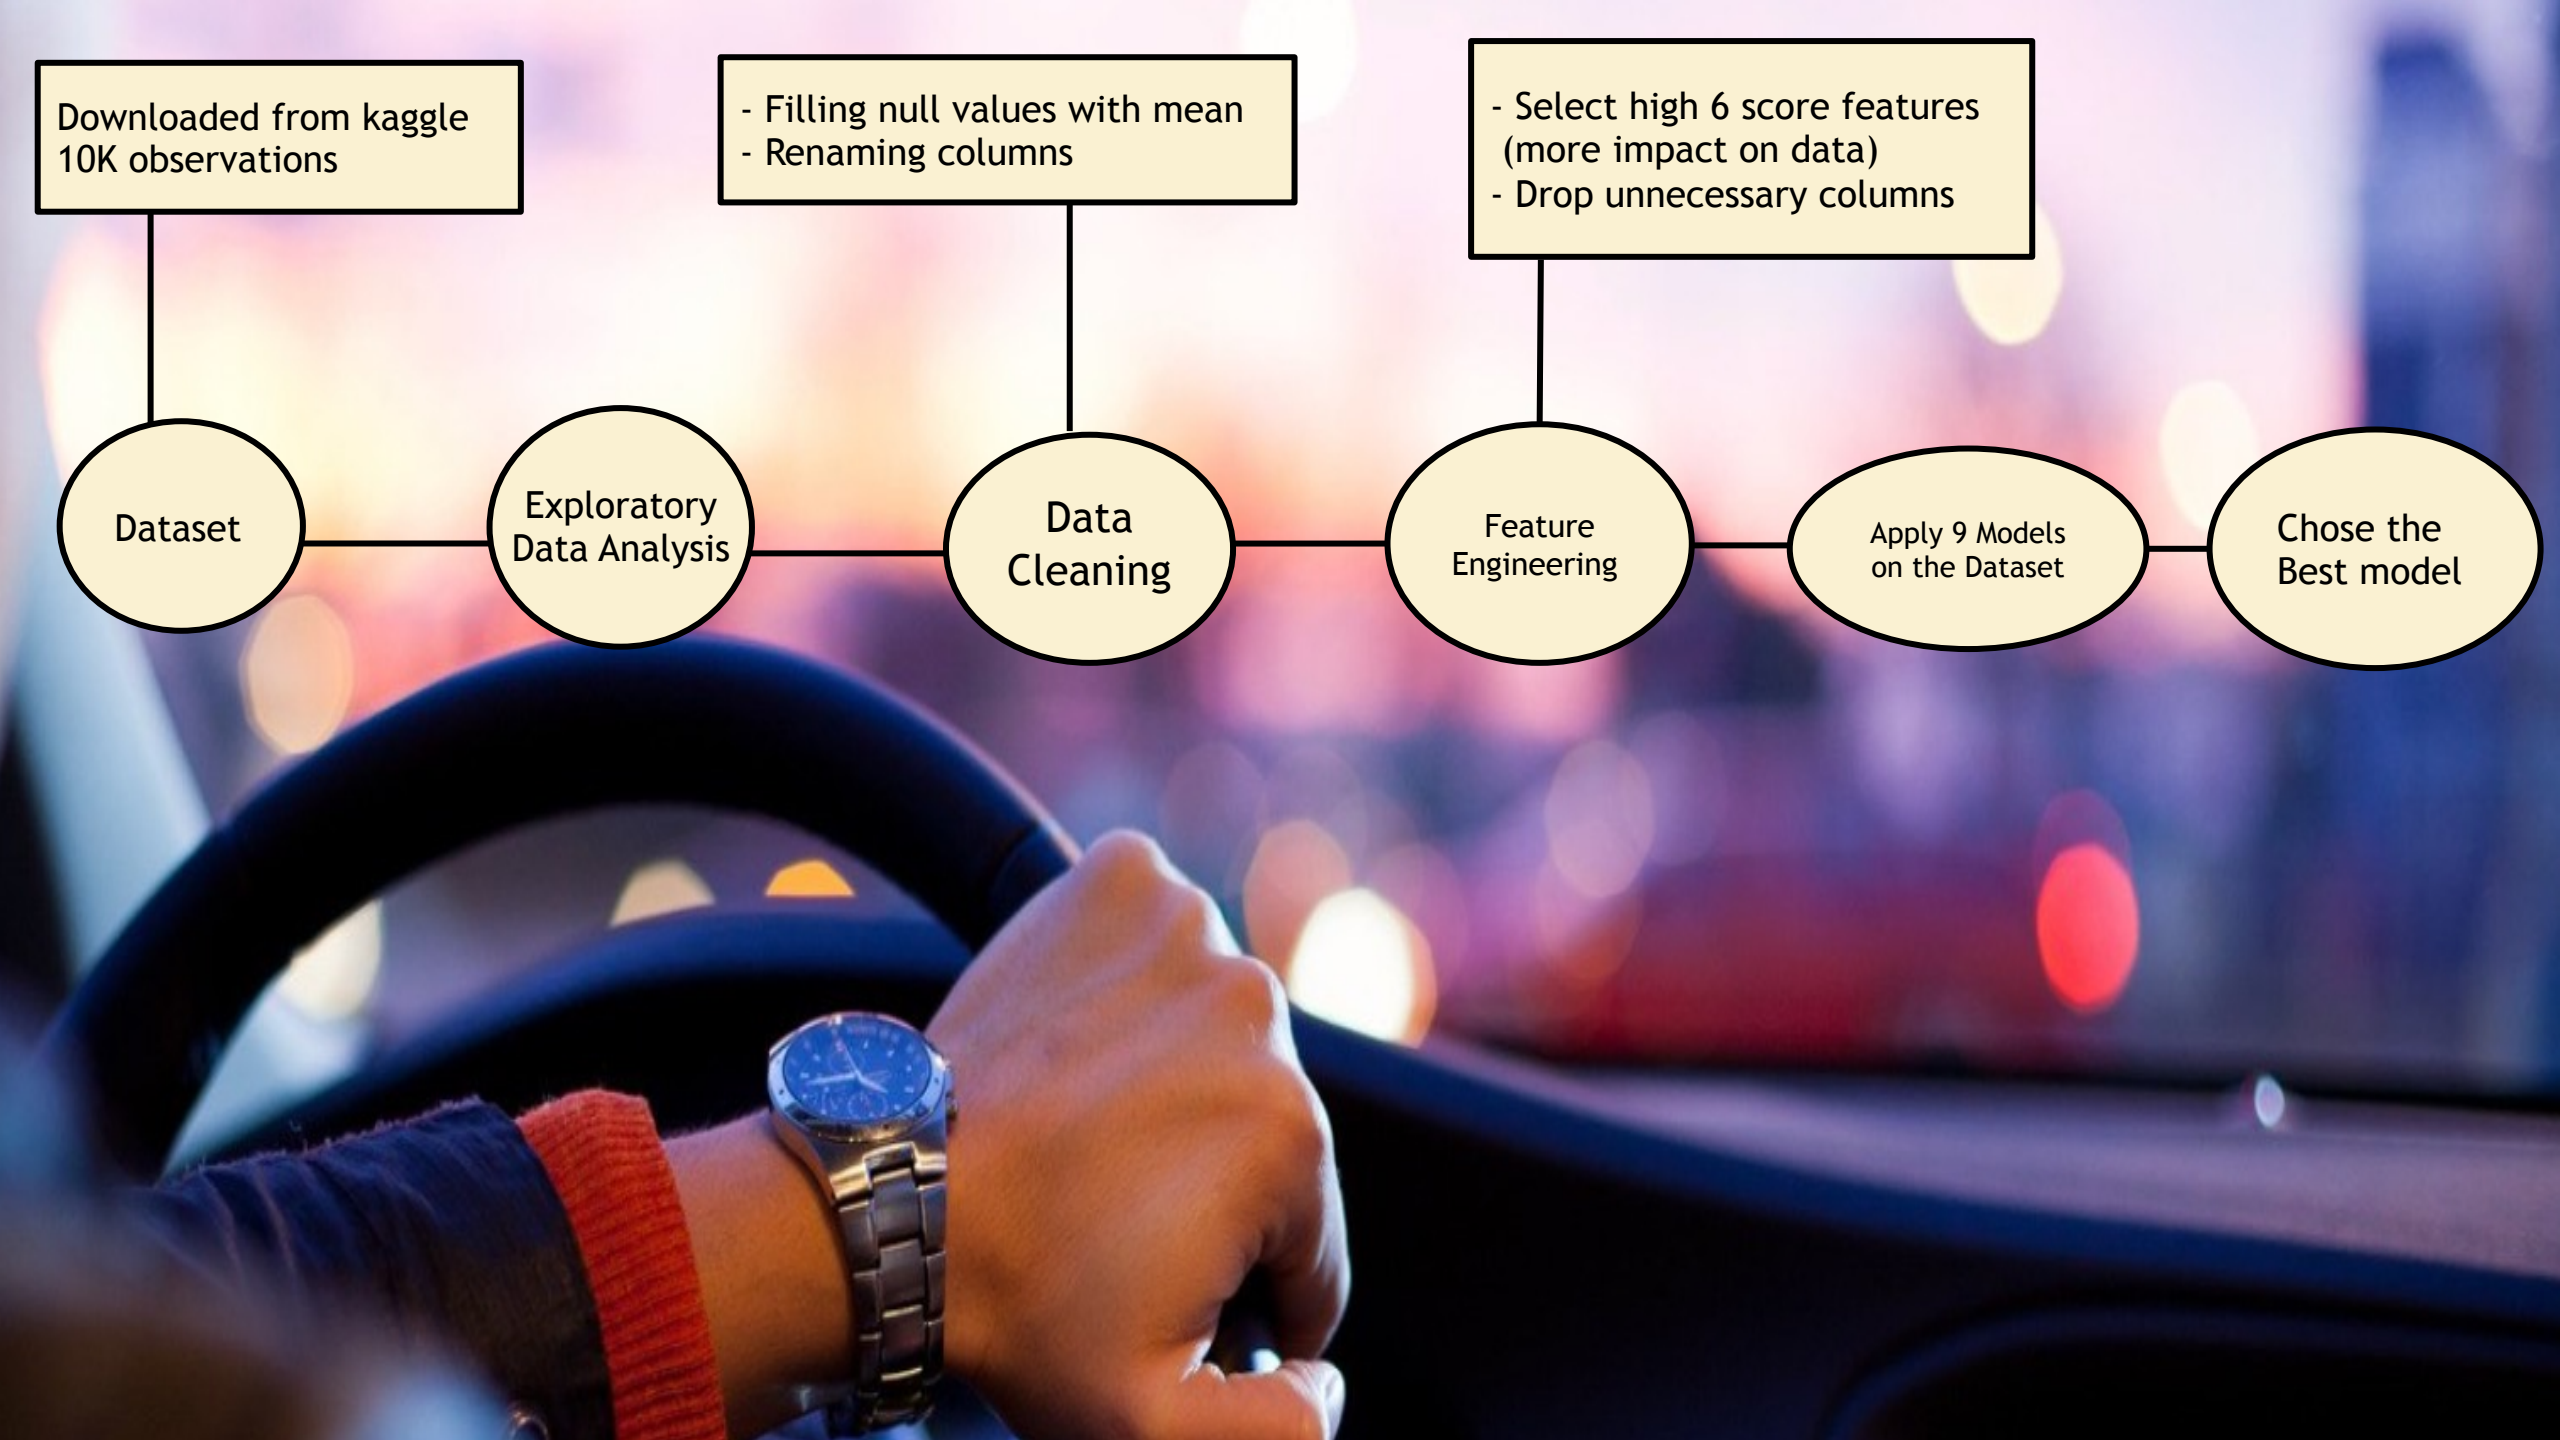 Downloaded from kaggle
10K observations
- Filling null values with mean
- Renaming columns
- Select high 6 score features
(more impact on data)
- Drop unnecessary columns
Dataset
Exploratory
Data Analysis
Data
Cleaning
Feature
Engineering
Apply 9 Models
on the Dataset
Chose the
Best model